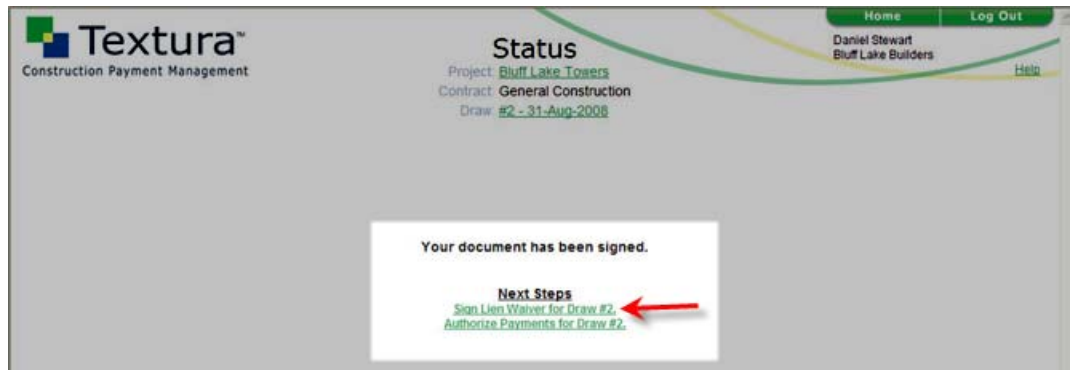 Home
Log Out
Textura™
Construction Payment Management
Status
Project: Bluff Lake Towers
Contract: General Construction
Draw: #2 - 31-Aug-2008
Daniel Stewart
Bluff Lake Builders
Help
Your document has been signed.
Next Steps
Sign Lien Waiver for Draw #2.
Authorize Payments for Draw #2.